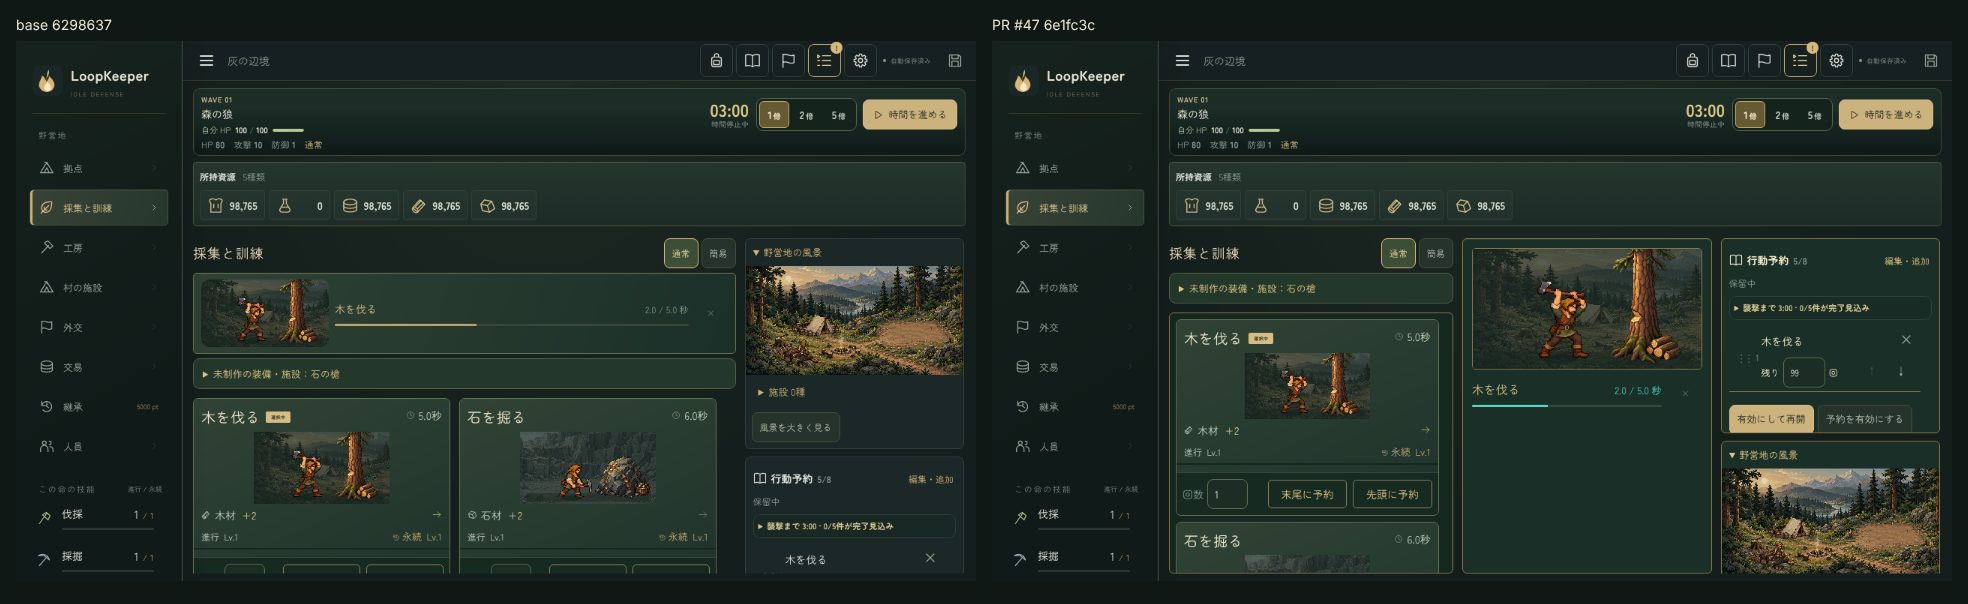 base 6298637
LoopKeeper
IDLE DEFENSE
野営地
拠点
採集と訓練
工房
村の施設
外交
交易
継承 5000 pt
人員
この命の技能 進行 / 永続
伐採 1 / 1
採掘 1 / 1
灰の辺境
!
自動保存済み
WAVE 01
森の狼
自分 HP 100 / 100
HP 80 攻撃 10 防御 1 通常
03:00
時間停止中
1倍 2倍 5倍
時間を進める
所持資源 5種類
98,765 0 98,765 98,765 98,765
採集と訓練
通常 簡易
木を伐る 2.0 / 5.0 秒 ×
未制作の装備・施設：石の槍
木を伐る 選択中 5.0秒
木材 +2 →
進行 Lv.1 永続 Lv.1
石を掘る 6.0秒
石材 +2 →
進行 Lv.1 永続 Lv.1
野営地の風景
施設 0種
風景を大きく見る
行動予約 5/8 編集・追加
保留中
襲撃まで 3:00・0/5件が完了見込み
木を伐る ×
PR #47 6e1fc3c
LoopKeeper
IDLE DEFENSE
野営地
拠点
採集と訓練
工房
村の施設
外交
交易
継承 5000 pt
人員
この命の技能 進行 / 永続
伐採 1 / 1
採掘 1 / 1
灰の辺境
!
自動保存済み
WAVE 01
森の狼
自分 HP 100 / 100
HP 80 攻撃 10 防御 1 通常
03:00
時間停止中
1倍 2倍 5倍
時間を進める
所持資源 5種類
98,765 0 98,765 98,765 98,765
採集と訓練
通常 簡易
未制作の装備・施設：石の槍
木を伐る 選択中 5.0秒
木材 +2 →
進行 Lv.1 永続 Lv.1
回数 1 末尾に予約 先頭に予約
石を掘る 6.0秒
木を伐る 2.0 / 5.0 秒 ×
行動予約 5/8 編集・追加
保留中
襲撃まで 3:00・0/5件が完了見込み
木を伐る ×
1
残り 99 回 ↑ ↓
有効にして再開 予約を有効にする
野営地の風景